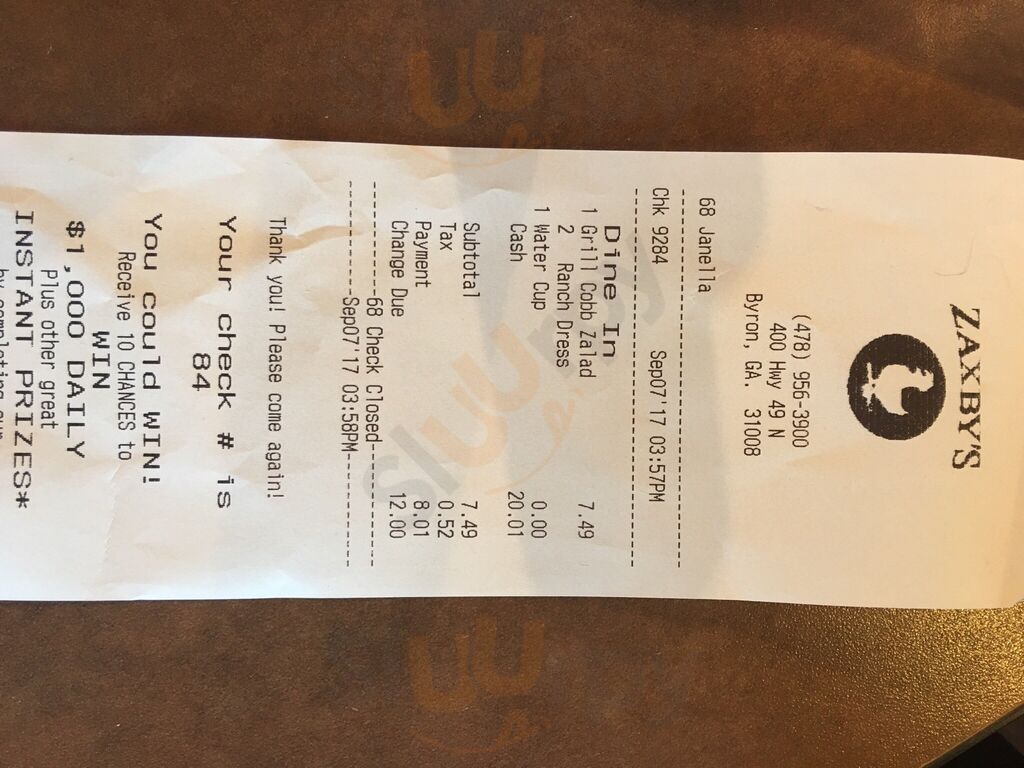 ZAXBY'S
(478) 956-3900
400 Hwy 49 N
Byron, GA. 31008
68 Janella
Chk 9284 Sep07'17 03:57PM
Dine In
1 Grill Cobb Zalad 7.49
2 Ranch Dress
1 Water Cup 0.00
Cash 20.01
Subtotal 7.49
Tax 0.52
Payment 8.01
Change Due 12.00
------68 Check Closed------
------Sep07'17 03:58PM------
Thank you! Please come again!
Your check # is
84
You could WIN!
Receive 10 CHANCES to
WIN
$1,000 DAILY
Plus other great
INSTANT PRIZES*
by completing our
sluurpy